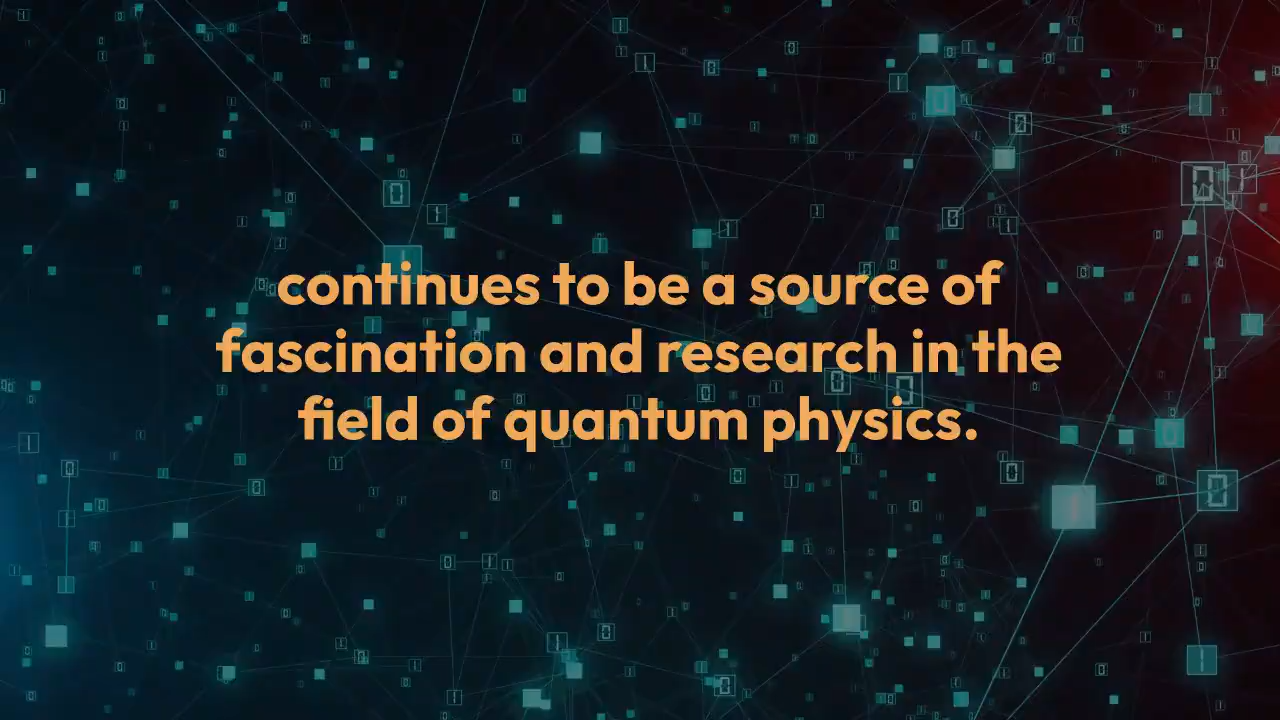 continues to be a source of
fascination and research in the
field of quantum physics.